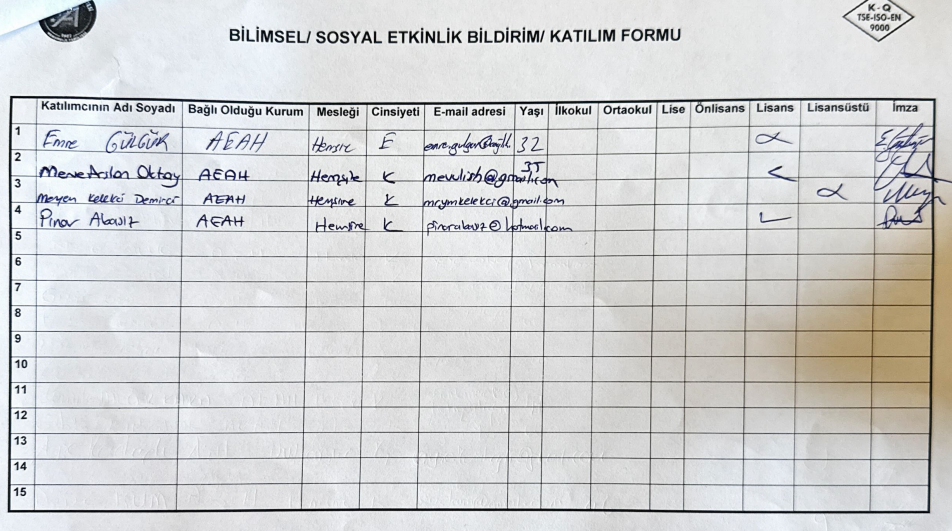 K - Q
TSE-ISO-EN
9000
BİLİMSEL/ SOSYAL ETKİNLİK BİLDİRİM/ KATILIM FORMU
Katılımcının Adı Soyadı Bağlı Olduğu Kurum Mesleği Cinsiyeti E-mail adresi Yaşı İlkokul Ortaokul Lise Önlisans Lisans Lisansüstü İmza
1 Emre GÜLGÜR AEAH Hemşire E 32
2 Merve Arslan Oktay AEAH Hemşire K 35
3 Meryem Kelekci Demirci AEAH Hemşire K mrymkelekci@gmail.com
4 Pınar Abavuz AEAH Hemşire K
5
6
7
8
9
10
11
12
13
14
15